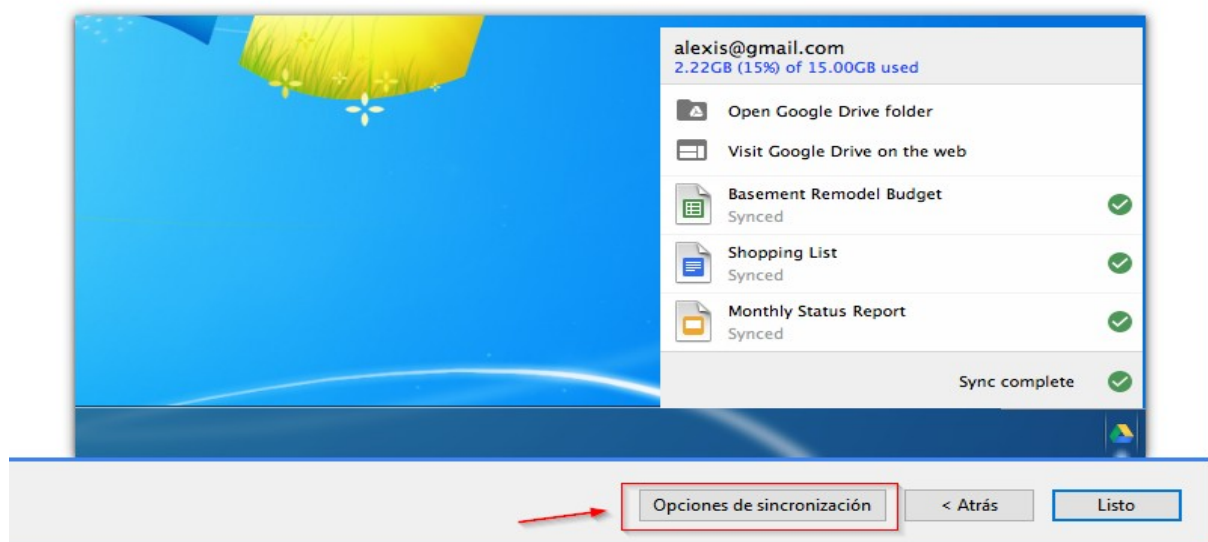 alexis@gmail.com
2.22GB (15%) of 15.00GB used
Open Google Drive folder
Visit Google Drive on the web
Basement Remodel Budget
Synced
Shopping List
Synced
Monthly Status Report
Synced
Sync complete
Opciones de sincronización
< Atrás
Listo